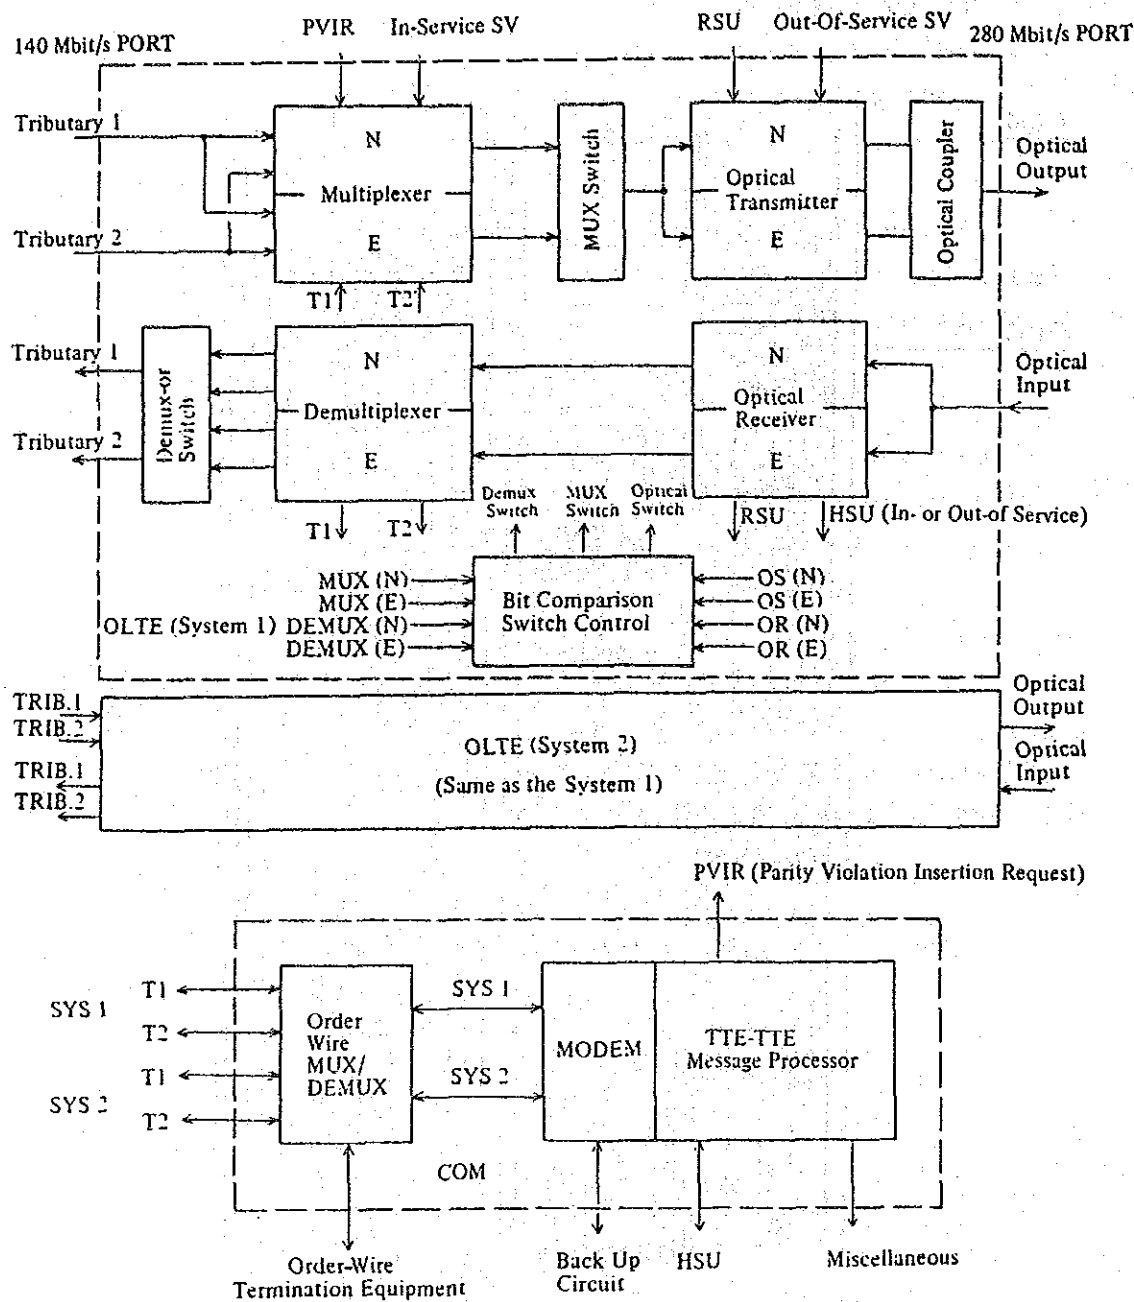 PVIR In-Service SV RSU Out-Of-Service SV
140 Mbit/s PORT 280 Mbit/s PORT
Tributary 1
Tributary 2
N
Multiplexer
E
MUX Switch
N
Optical
Transmitter
E
Optical Coupler
Optical
Output
T1 T2
Tributary 1
Tributary 2
Demux-or
Switch
N
Demultiplexer
E
N
Optical
Receiver
E
Optical
Input
T1 T2
Demux
Switch
MUX
Switch
Optical
Switch
RSU HSU (In- or Out-of Service)
MUX (N)
MUX (E)
OLTE (System 1) DEMUX (N)
DEMUX (E)
Bit Comparison
Switch Control
OS (N)
OS (E)
OR (N)
OR (E)
TRIB.1
TRIB.2
TRIB.1
TRIB.2
OLTE (System 2)
(Same as the System 1)
Optical
Output
Optical
Input
PVIR (Parity Violation Insertion Request)
SYS 1
T1
T2
SYS 2
T1
T2
Order
Wire
MUX/
DEMUX
SYS 1
SYS 2
MODEM
TTE-TTE
Message Processor
COM
Order-Wire
Termination Equipment
Back Up
Circuit
HSU
Miscellaneous